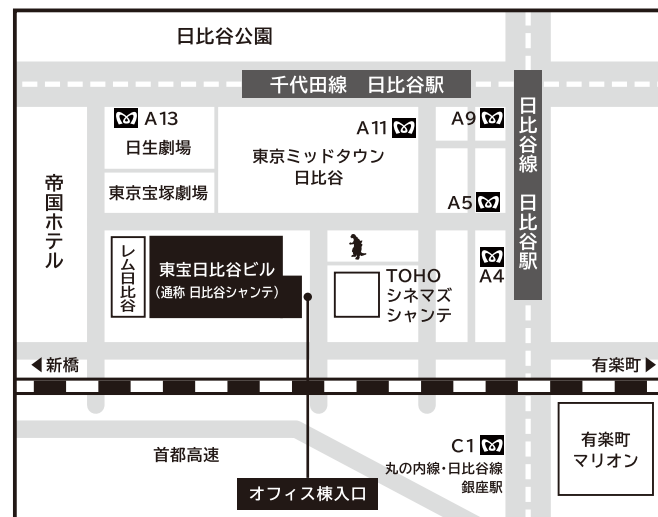 日比谷公園
千代田線　日比谷駅
A13
日生劇場
東京宝塚劇場
A11
東京ミッドタウン
日比谷
A9
A5
A4
日比谷線　日比谷駅
帝国ホテル
レム日比谷
東宝日比谷ビル
（通称 日比谷シャンテ）
TOHO
シネマズ
シャンテ
新橋
有楽町
首都高速
オフィス棟入口
C1
丸の内線・日比谷線
銀座駅
有楽町
マリオン